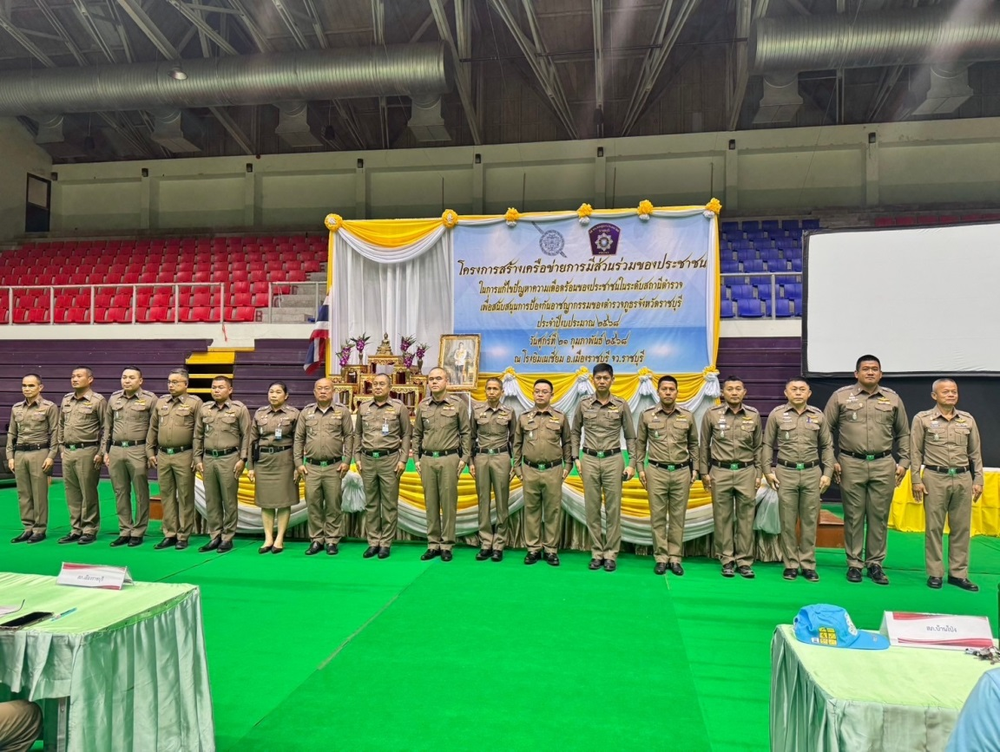 ราชบุรี
โครงการสร้างเครือข่ายการมีส่วนร่วมของประชาชน
ในการแก้ไขปัญหาความเดือดร้อนของประชาชนในระดับสถานีตำรวจ
เพื่อสนับสนุนการป้องกันอาชญากรรมของตำรวจภูธรจังหวัดราชบุรี
ประจำปีงบประมาณ ๒๕๖๘
วันศุกร์ที่ ๒๑ กุมภาพันธ์ ๒๕๖๘
ณ โรงยิมเนเซี่ยม อ.เมืองราชบุรี จว.ราชบุรี
สภ.เมืองราชบุรี
สภ.บ้านโป่ง